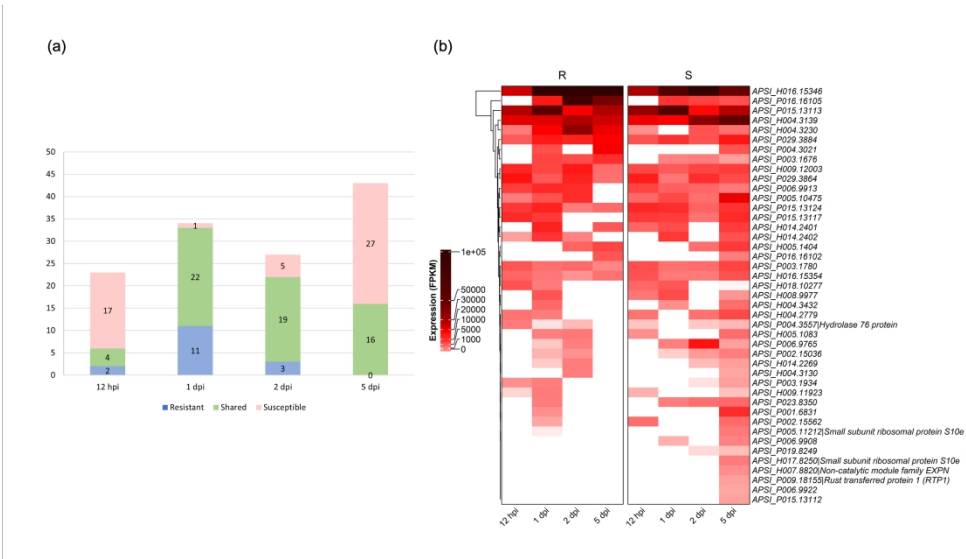 (a)
50
45
40
35
30
25
20
15
10
5
0
17
4
2
1
22
11
5
19
3
27
16
0
12 hpi
1 dpi
2 dpi
5 dpi
Resistant
Shared
Susceptible
(b)
R
S
Expression (FPKM)
1e+05
50000
30000
20000
10000
5000
1000
0
APSI_H016.15346
APSI_P016.16105
APSI_P015.13113
APSI_H004.3139
APSI_H004.3230
APSI_P029.3884
APSI_P004.3021
APSI_P003.1676
APSI_H009.12003
APSI_P029.3864
APSI_P006.9913
APSI_P005.10475
APSI_P015.13124
APSI_P015.13117
APSI_H014.2401
APSI_H014.2402
APSI_H005.1404
APSI_P016.16102
APSI_P003.1780
APSI_H016.15354
APSI_H018.10277
APSI_H008.9977
APSI_H004.3432
APSI_H004.2779
APSI_P004.3557|Hydrolase 76 protein
APSI_H005.1083
APSI_P006.9765
APSI_P002.15036
APSI_H014.2269
APSI_H004.3130
APSI_P003.1934
APSI_H009.11923
APSI_P023.8350
APSI_P001.6831
APSI_P002.15562
APSI_P005.11212|Small subunit ribosomal protein S10e
APSI_P006.9908
APSI_P019.8249
APSI_H017.8250|Small subunit ribosomal protein S10e
APSI_H007.8820|Non-catalytic module family EXPN
APSI_P009.18155|Rust transferred protein 1 (RTP1)
APSI_P006.9922
APSI_P015.13112
12 hpi
1 dpi
2 dpi
5 dpi
12 hpi
1 dpi
2 dpi
5 dpi